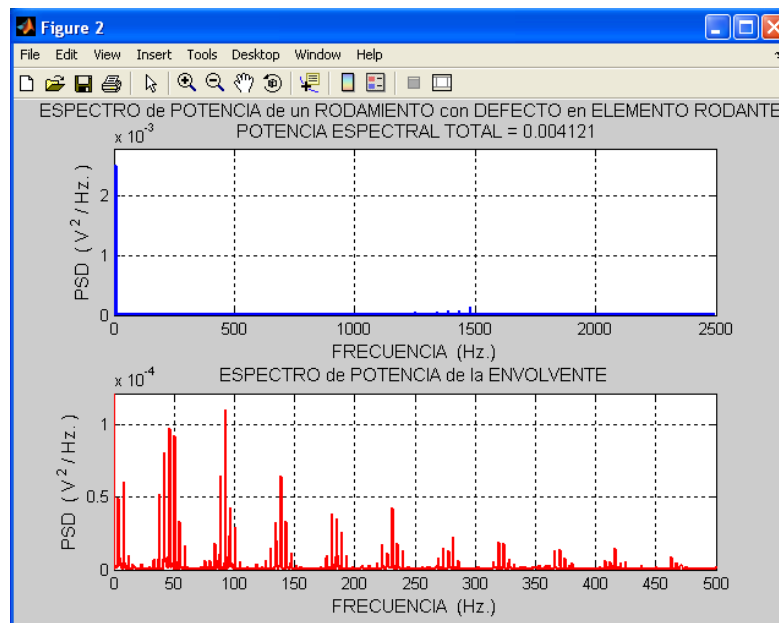 Figure 2
File Edit View Insert Tools Desktop Window Help
ESPECTRO de POTENCIA de un RODAMIENTO con DEFECTO en ELEMENTO RODANTE
POTENCIA ESPECTRAL TOTAL = 0.004121
x 10^-3
2
1
0
PSD ( V^2 / Hz. )
0 500 1000 1500 2000 2500
FRECUENCIA (Hz.)
ESPECTRO de POTENCIA de la ENVOLVENTE
x 10^-4
1
0.5
0
PSD ( V^2 / Hz. )
0 50 100 150 200 250 300 350 400 450 500
FRECUENCIA (Hz.)